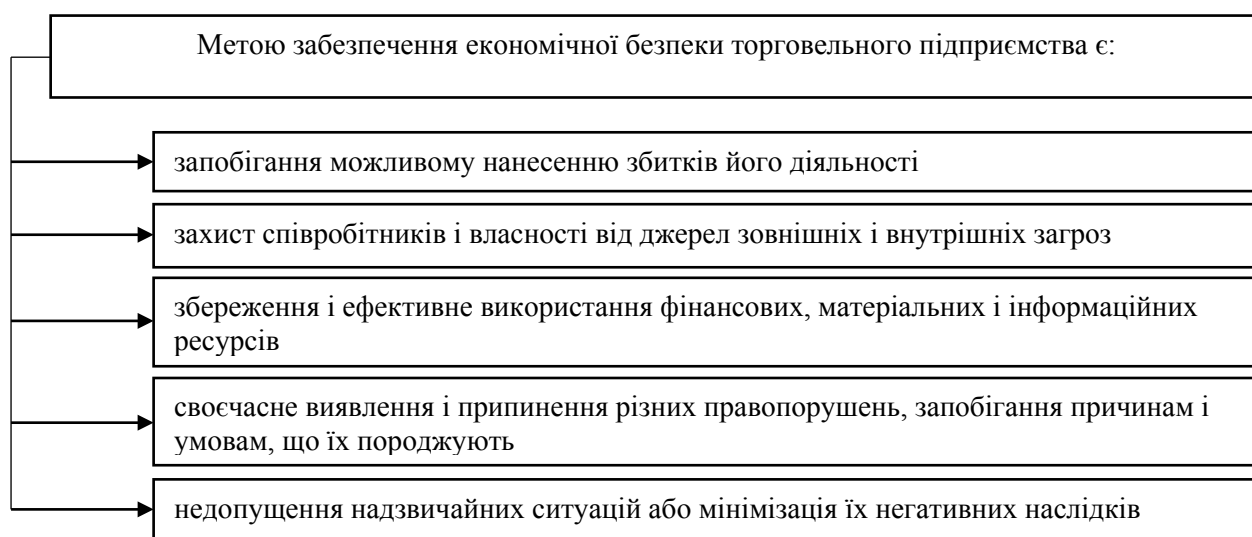 Метою забезпечення економічної безпеки торговельного підприємства є:
запобігання можливому нанесенню збитків його діяльності
захист співробітників і власності від джерел зовнішніх і внутрішніх загроз
збереження і ефективне використання фінансових, матеріальних і інформаційних
ресурсів
своєчасне виявлення і припинення різних правопорушень, запобігання причинам і
умовам, що їх породжують
недопущення надзвичайних ситуацій або мінімізація їх негативних наслідків